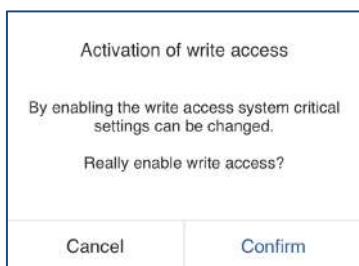 Activation of write access
By enabling the write access system critical
settings can be changed.
Really enable write access?
Cancel
Confirm